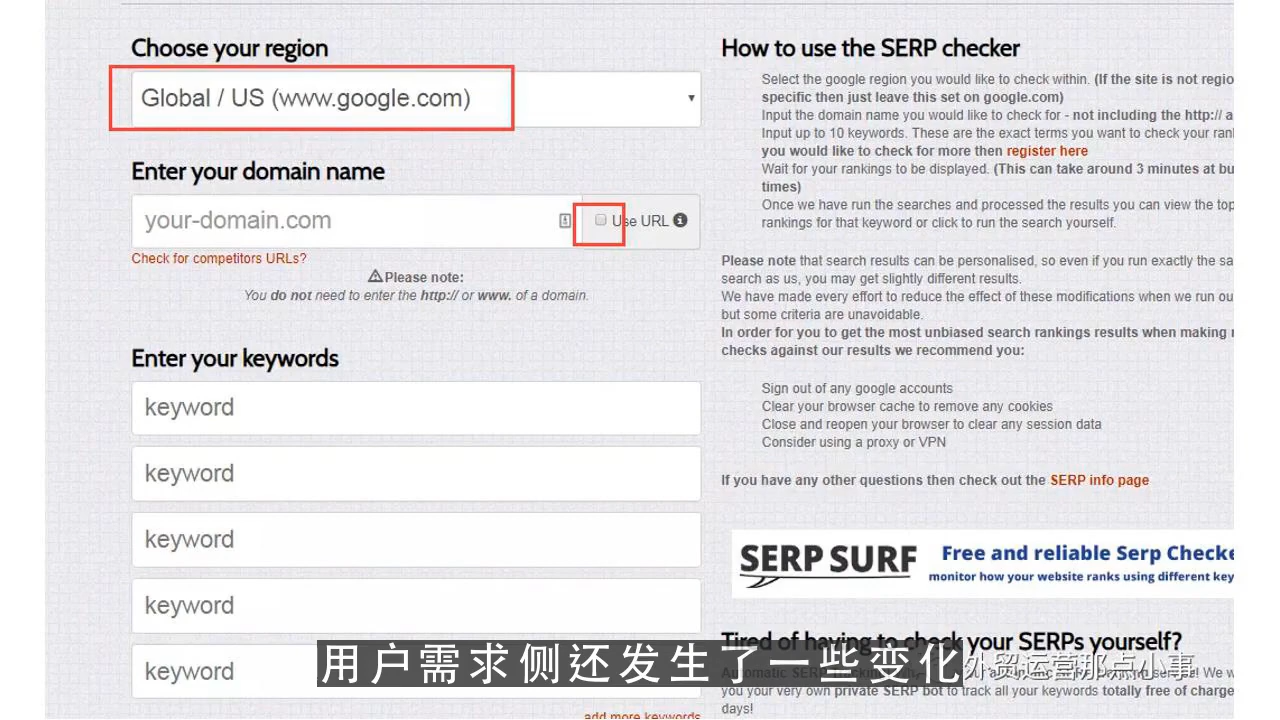 Choose your region
Global / US (www.google.com)
Enter your domain name
your-domain.com
Use URL
Check for competitors URLs?
Please note:
You do not need to enter the http:// or www. of a domain.
Enter your keywords
keyword
keyword
keyword
keyword
keyword
add more keywords
How to use the SERP checker
Select the google region you would like to check within. (If the site is not regio
specific then just leave this set on google.com)
Input the domain name you would like to check for - not including the http:// a
Input up to 10 keywords. These are the exact terms you want to check your ran
you would like to check for more then register here
Wait for your rankings to be displayed. (This can take around 3 minutes at bu
times)
Once we have run the searches and processed the results you can view the top
rankings for that keyword or click to run the search yourself.
Please note that search results can be personalised, so even if you run exactly the sa
search as us, you may get slightly different results.
We have made every effort to reduce the effect of these modifications when we run ou
but some criteria are unavoidable.
In order for you to get the most unbiased search rankings results when making
checks against our results we recommend you:
Sign out of any google accounts
Clear your browser cache to remove any cookies
Close and reopen your browser to clear any session data
Consider using a proxy or VPN
If you have any other questions then check out the SERP info page
SERP SURF
Free and reliable Serp Checke
monitor how your website ranks using different key
Tired of having to check your SERPs yourself?
you your very own private SERP bot to track all your keywords totally free of charge
days!
用户需求侧还发生了一些变化
外贸运营那点小事